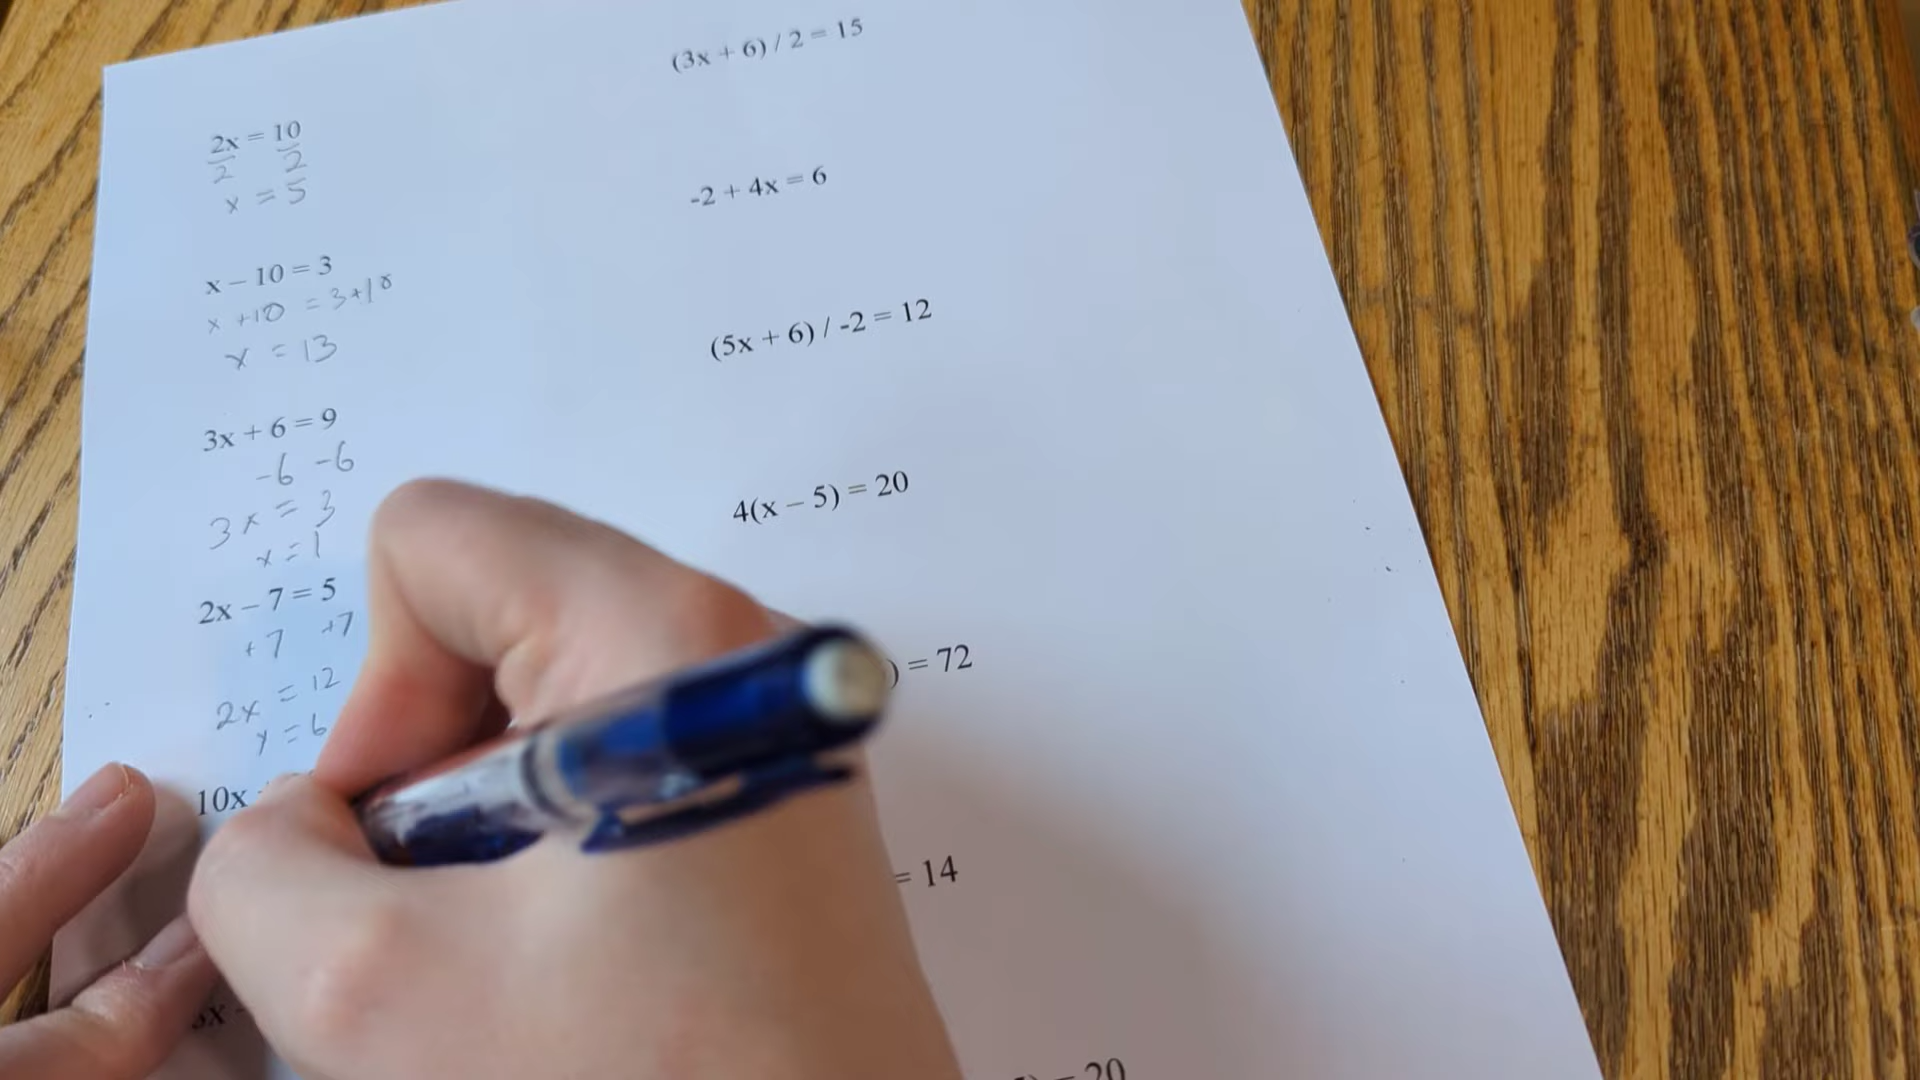 2x = 10
2 2
x = 5
x – 10 = 3
x +10 = 3+10
x = 13
3x + 6 = 9
-6 -6
3x = 3
x = 1
2x – 7 = 5
+7 +7
2x = 12
x = 6
10x
(3x + 6) / 2 = 15
-2 + 4x = 6
(5x + 6) / -2 = 12
4(x – 5) = 20
) = 72
= 14
= 20